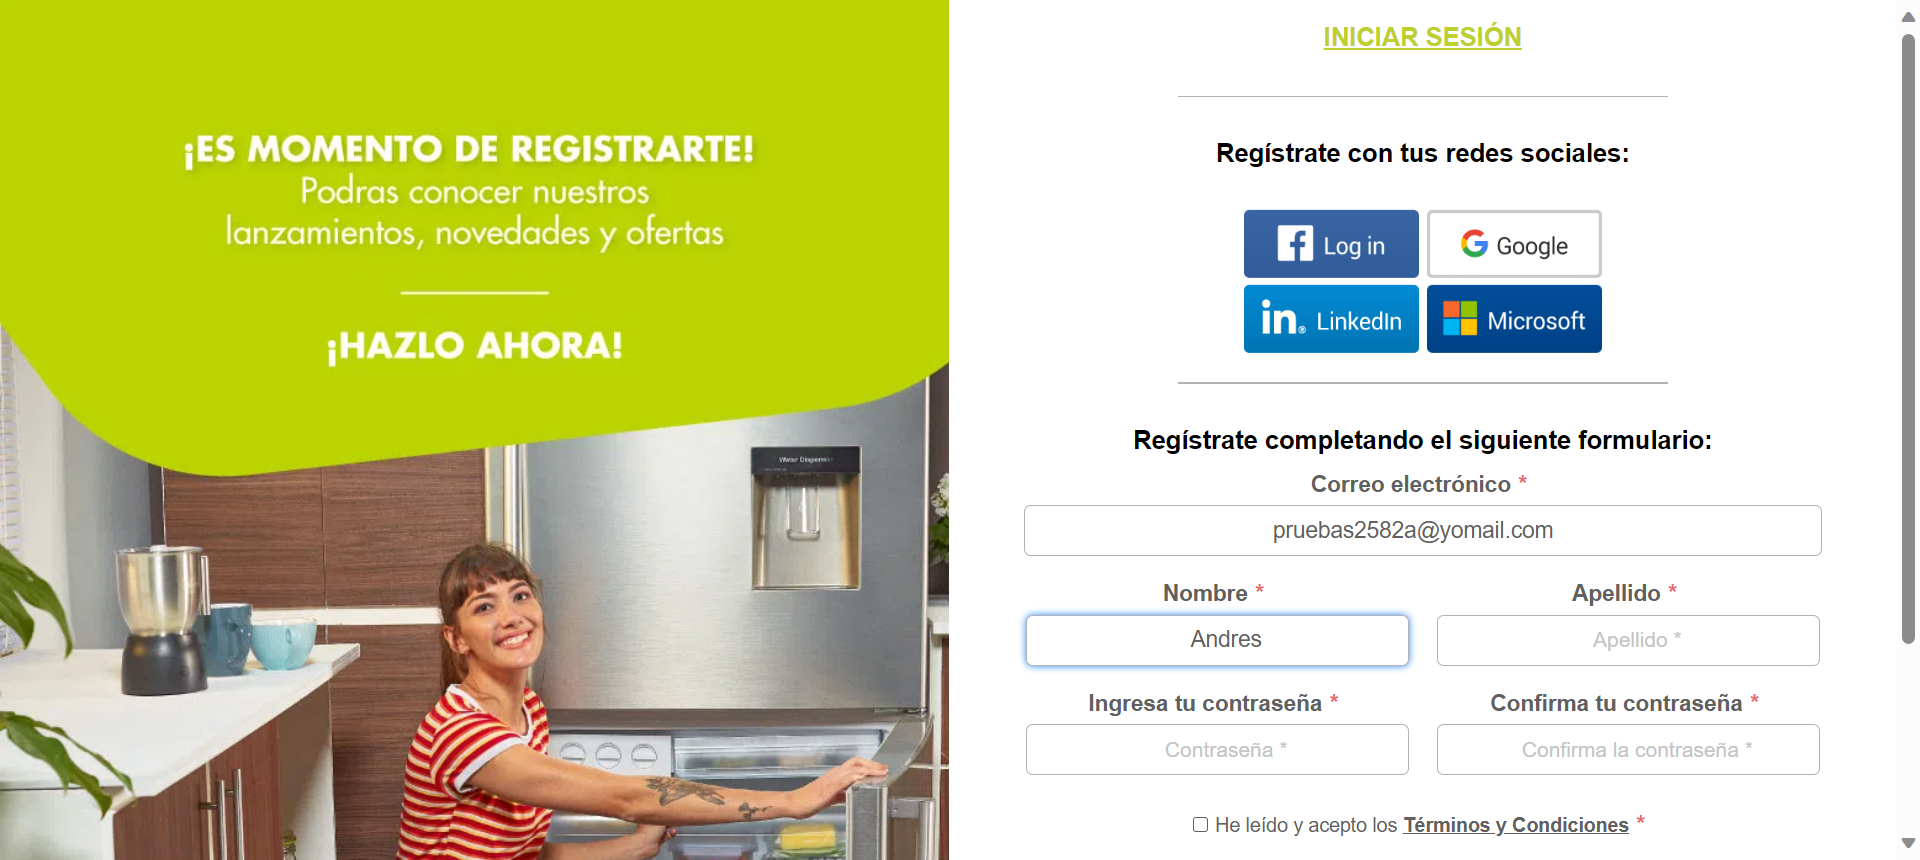 ¡ES MOMENTO DE REGISTRARTE!
Podras conocer nuestros
lanzamientos, novedades y ofertas
¡HAZLO AHORA!
Water Dispenser
INICIAR SESIÓN
Regístrate con tus redes sociales:
Log in
Google
LinkedIn
Microsoft
Regístrate completando el siguiente formulario:
Correo electrónico *
pruebas2582a@yomail.com
Nombre *
Apellido *
Andres
Apellido *
Ingresa tu contraseña *
Confirma tu contraseña *
Contraseña *
Confirma la contraseña *
He leído y acepto los Términos y Condiciones *